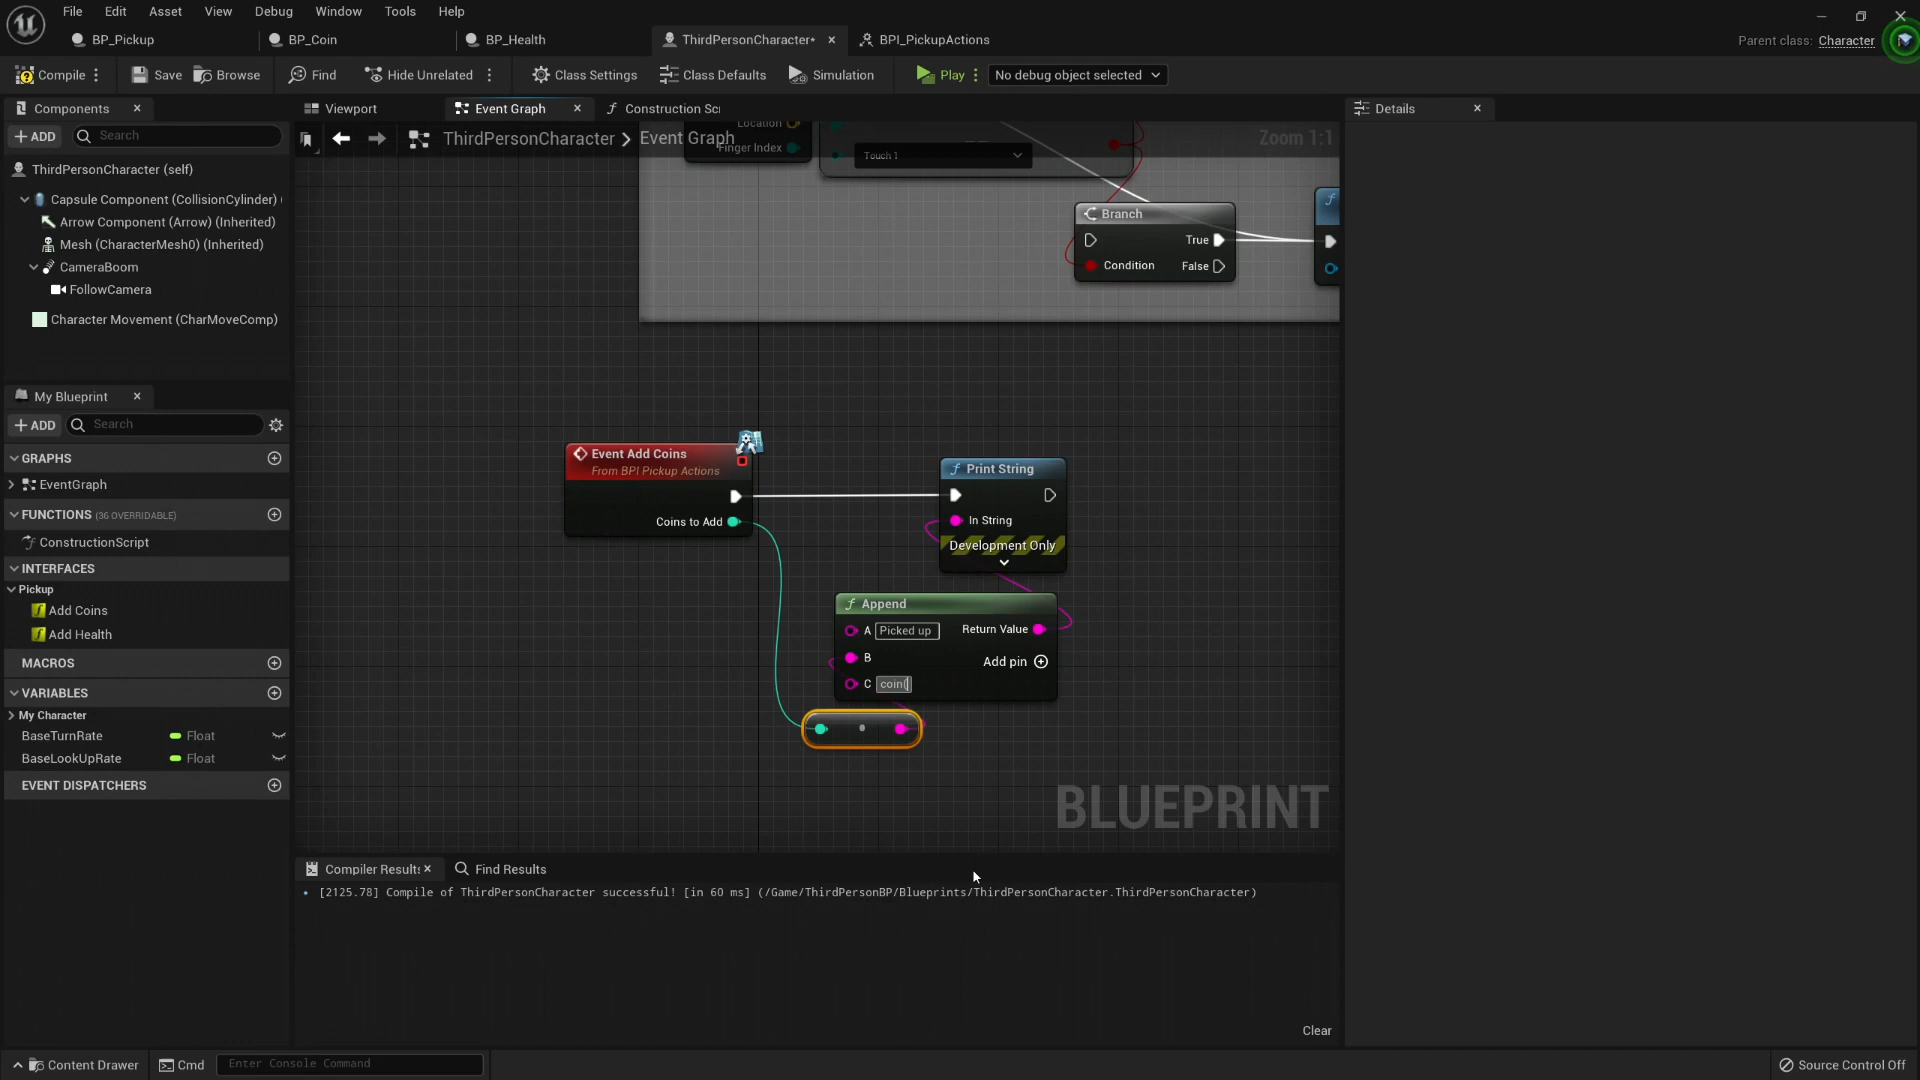 File Edit Asset View Debug Window Tools Help
BP_Pickup BP_Coin BP_Health ThirdPersonCharacter* BPI_PickupActions Parent class: Character
Compile Save Browse Find Hide Unrelated Class Settings Class Defaults Simulation Play No debug object selected
Components Viewport Event Graph Construction Scr Details
ADD Search ThirdPersonCharacter Event Graph Zoom 1:1
ThirdPersonCharacter (self)
Capsule Component (CollisionCylinder) (
Arrow Component (Arrow) (Inherited)
Mesh (CharacterMesh0) (Inherited)
CameraBoom
FollowCamera
Character Movement (CharMoveComp)
Location
Finger Index Touch 1
Branch
True
Condition False
My Blueprint
ADD Search
GRAPHS
EventGraph
FUNCTIONS (36 OVERRIDABLE)
ConstructionScript
INTERFACES
Pickup
Add Coins
Add Health
MACROS
VARIABLES
My Character
BaseTurnRate Float
BaseLookUpRate Float
EVENT DISPATCHERS
Event Add Coins
From BPI Pickup Actions
Coins to Add
f Print String
In String
Development Only
f Append
A Picked up Return Value
B Add pin
C coin(
BLUEPRINT
Compiler Results Find Results
[2125.78] Compile of ThirdPersonCharacter successful! [in 60 ms] (/Game/ThirdPersonBP/Blueprints/ThirdPersonCharacter.ThirdPersonCharacter)
Clear
Content Drawer Cmd Enter Console Command Source Control Off